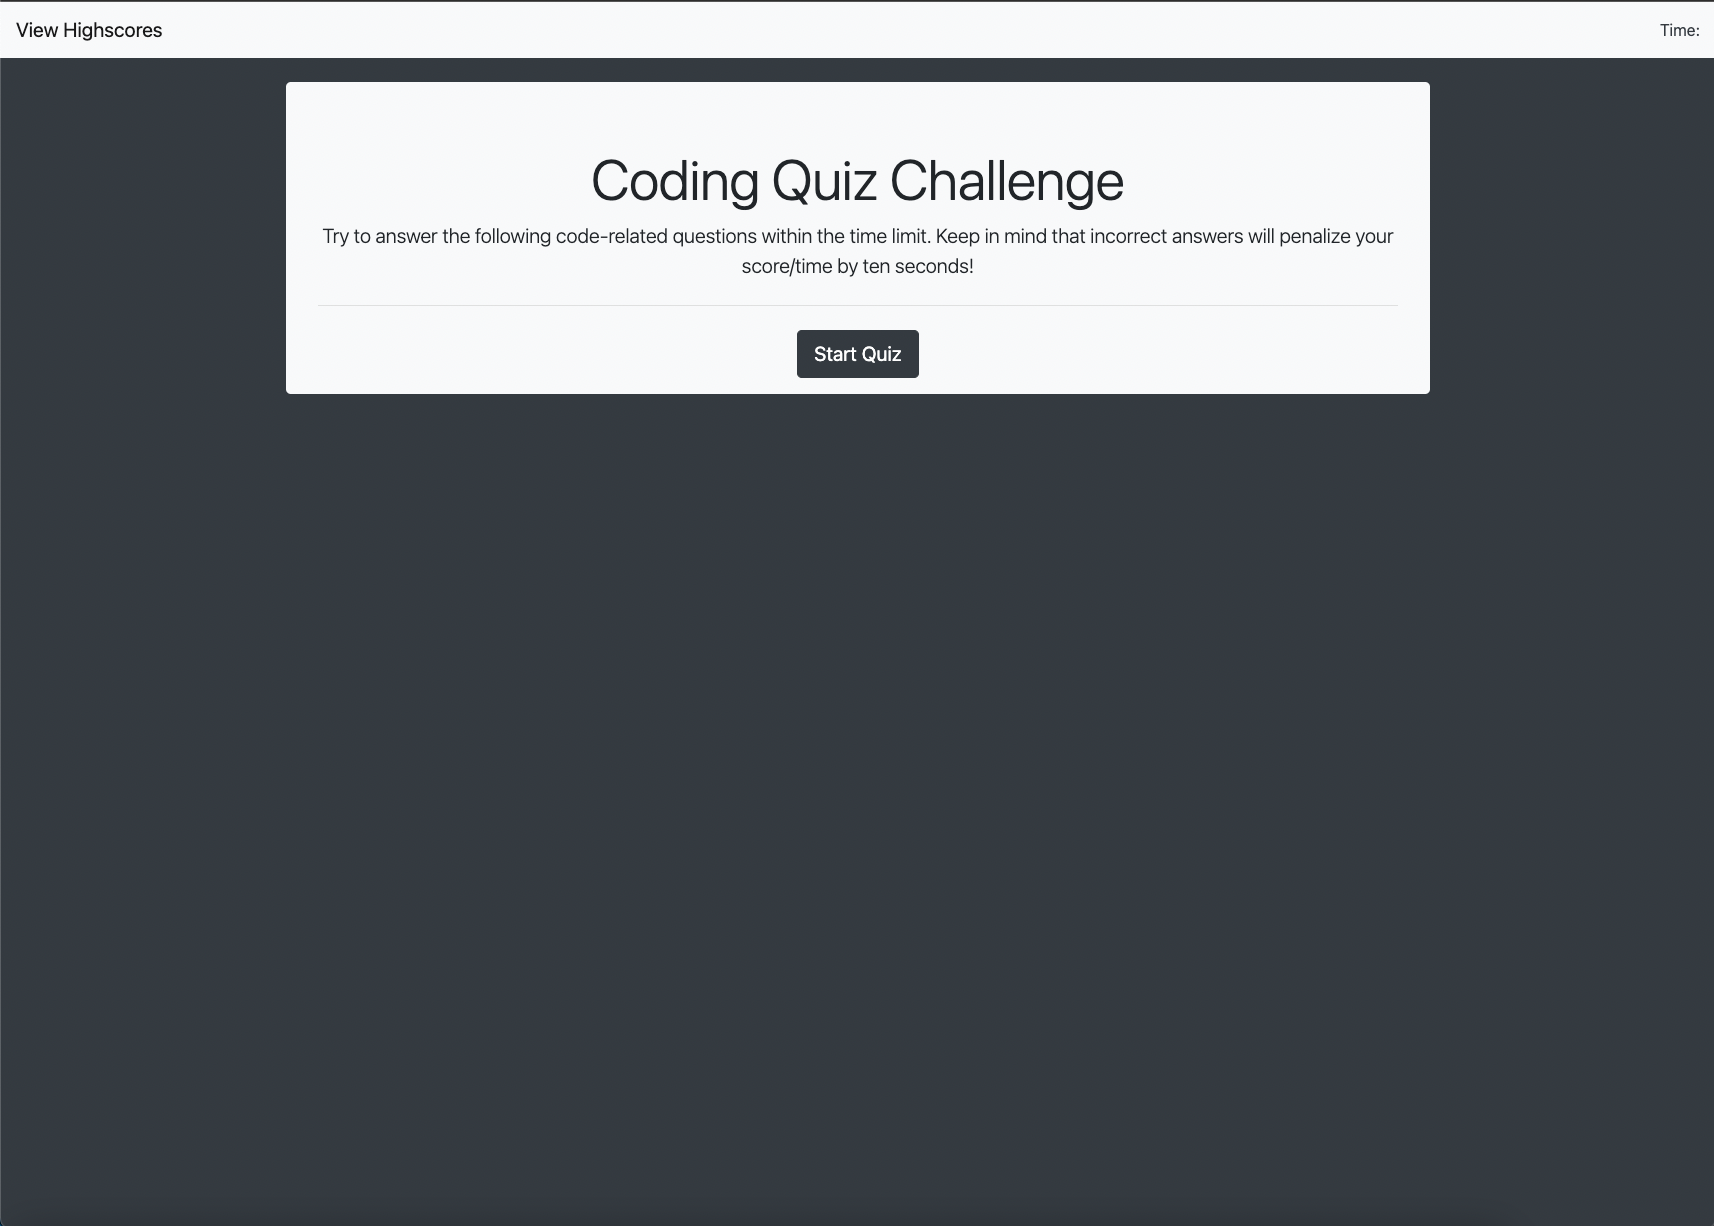 View Highscores
Time:
Coding Quiz Challenge
Try to answer the following code-related questions within the time limit. Keep in mind that incorrect answers will penalize your
score/time by ten seconds!
Start Quiz